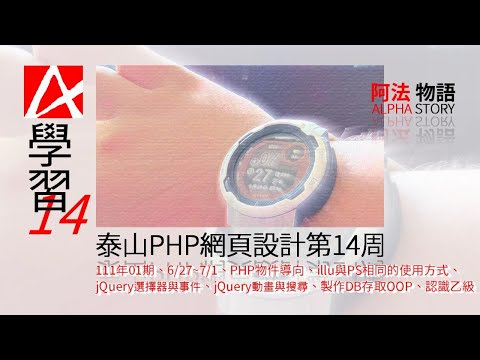 阿法 物語
ALPHA STORY
學習
14
27
泰山PHP網頁設計第14周
111年01期、6/27~7/1、PHP物件導向、illu與PS相同的使用方式、
jQuery選擇器與事件、jQuery動畫與搜尋、製作DB存取OOP、認識乙級